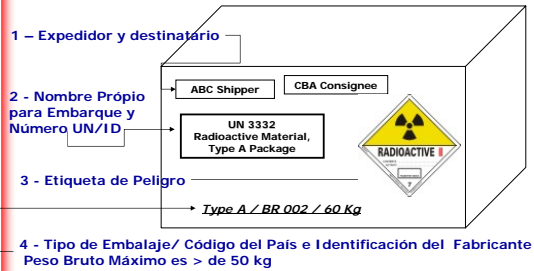 1 – Expedidor y destinatário
ABC Shipper
CBA Consignee
2 - Nombre Próprio
para Embarque y
Número UN/ID
UN 3332
Radioactive Material,
Type A Package
RADIOACTIVE II
7
3 - Etiqueta de Peligro
Type A / BR 002 / 60 Kg
4 - Tipo de Embalaje/ Código del País e Identificación del Fabricante
Peso Bruto Máximo es > de 50 kg